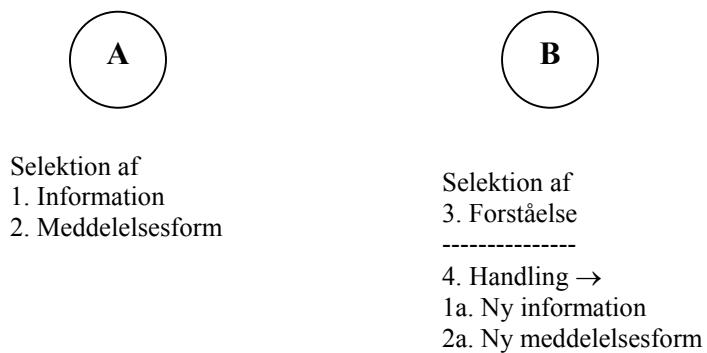 A
B
Selektion af
1. Information
2. Meddelelsesform
Selektion af
3. Forståelse
---------------
4. Handling →
1a. Ny information
2a. Ny meddelelsesform